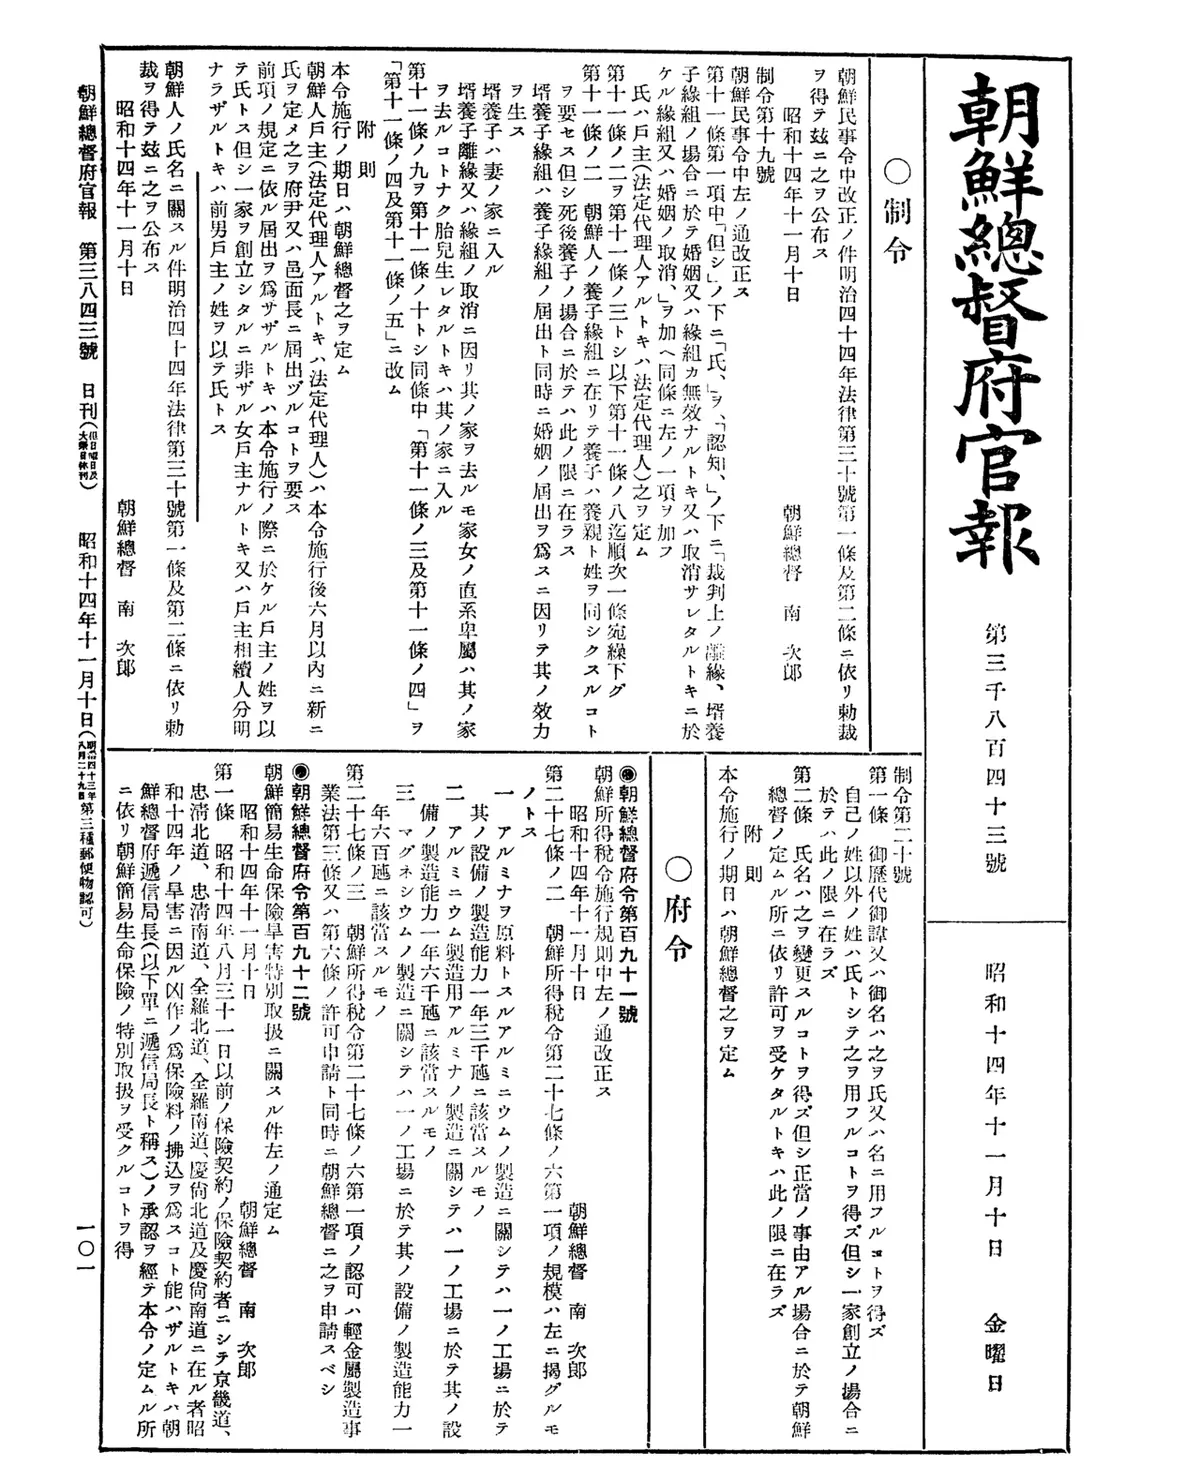 朝鮮總督府官報
第三千八百四十三號
昭和十四年十一月十日　金曜日
〇制令
朝鮮民事令中改正ノ件明治四十四年法律第三十號第一條及第二條ニ依リ勅裁
ヲ得テ玆ニ之ヲ公布ス
昭和十四年十一月十日　朝鮮總督　南　次郎
制令第十九號
朝鮮民事令中左ノ通改正ス
第十一條第一項中「但シ」ノ下ニ「氏、」ヲ、「認知、」ノ下ニ「裁判上ノ離緣、壻養
子緣組ノ場合ニ於テ婚姻又ハ緣組カ無效ナルトキ又ハ取消サレタルトキニ於
ケル緣組又ハ婚姻ノ取消、」ヲ加ヘ同條ニ左ノ一項ヲ加フ
氏ハ戶主(法定代理人アルトキハ法定代理人)之ヲ定ム
第十一條ノ二ヲ第十一條ノ三トシ以下第十一條ノ八迄順次一條宛繰下グ
第十一條ノ二　朝鮮人ノ養子緣組ニ在リテ養子ハ養親ト姓ヲ同シクスルコト
ヲ要セス但シ死後養子ノ場合ニ於テハ此ノ限ニ在ラス
壻養子緣組ハ養子緣組ノ屆出ト同時ニ婚姻ノ屆出ヲ爲スニ因リテ其ノ效力
ヲ生ス
壻養子ハ妻ノ家ニ入ル
壻養子離緣又ハ緣組ノ取消ニ因リ其ノ家ヲ去ルモ家女ノ直系卑屬ハ其ノ家
ヲ去ルコトナク胎兒生レタルトキハ其ノ家ニ入ル
第十一條ノ九ヲ第十一條ノ十トシ同條中「第十一條ノ三及第十一條ノ四」ヲ
「第十一條ノ四及第十一條ノ五」ニ改ム
附　則
本令施行ノ期日ハ朝鮮總督之ヲ定ム
朝鮮人戶主(法定代理人アルトキハ法定代理人)ハ本令施行後六月以內ニ新ニ
氏ヲ定メ之ヲ府尹又ハ邑面長ニ屆出ヅルコトヲ要ス
前項ノ規定ニ依ル屆出ヲ爲サザルトキハ本令施行ノ際ニ於ケル戶主ノ姓ヲ以
テ氏トス但シ一家ヲ創立シタルニ非ザル女戶主ナルトキ又ハ戶主相續人分明
ナラザルトキハ前男戶主ノ姓ヲ以テ氏トス
朝鮮人ノ氏名ニ關スル件明治四十四年法律第三十號第一條及第二條ニ依リ勅
裁ヲ得テ玆ニ之ヲ公布ス
昭和十四年十一月十日　朝鮮總督　南　次郎
制令第二十號
第一條　御歷代御諱又ハ御名ハ之ヲ氏又ハ名ニ用フルコトヲ得ズ
自己ノ姓以外ノ姓ハ氏トシテ之ヲ用フルコトヲ得ズ但シ一家創立ノ場合ニ
於テハ此ノ限ニ在ラズ
第二條　氏名ハ之ヲ變更スルコトヲ得ズ但シ正當ノ事由アル場合ニ於テ朝鮮
總督ノ定ムル所ニ依リ許可ヲ受ケタルトキハ此ノ限ニ在ラズ
附　則
本令施行ノ期日ハ朝鮮總督之ヲ定ム
〇府令
◉朝鮮總督府令第百九十一號
朝鮮所得稅令施行規則中左ノ通改正ス
昭和十四年十一月十日　朝鮮總督　南　次郎
第二十七條ノ二　朝鮮所得稅令第二十七條ノ六第一項ノ規模ハ左ニ揭グルモ
ノトス
一　アルミナヲ原料トスルアルミニウムノ製造ニ關シテハ一ノ工場ニ於テ
其ノ設備ノ製造能力一年三千瓲ニ該當スルモノ
二　アルミニウム製造用アルミナノ製造ニ關シテハ一ノ工場ニ於テ其ノ設
備ノ製造能力一年六千瓲ニ該當スルモノ
三　マグネシウムノ製造ニ關シテハ一ノ工場ニ於テ其ノ設備ノ製造能力一
年六百瓲ニ該當スルモノ
第二十七條ノ三　朝鮮所得稅令第二十七條ノ六第一項ノ認可ハ輕金屬製造事
業法第三條又ハ第六條ノ許可申請ト同時ニ朝鮮總督ニ之ヲ申請スベシ
◉朝鮮總督府令第百九十二號
朝鮮簡易生命保險旱害特別取扱ニ關スル件左ノ通定ム
昭和十四年十一月十日　朝鮮總督　南　次郎
第一條　昭和十四年八月三十一日以前ノ保險契約ノ保險契約者ニシテ京畿道、
忠淸北道、忠淸南道、全羅北道、全羅南道、慶尙北道及慶尙南道ニ在ル者昭
和十四年ノ旱害ニ因ル凶作ノ爲保險料ノ拂込ヲ爲スコト能ハザルトキハ朝
鮮總督府遞信局長(以下單ニ遞信局長ト稱ス)ノ承認ヲ經テ本令ノ定ムル所
ニ依リ朝鮮簡易生命保險ノ特別取扱ヲ受クルコトヲ得
朝鮮總督府官報　第三八四三號　日刊(但日曜日及大祭日休刊)　昭和十四年十一月十日(明治四十三年八月二十九日第三種郵便物認可)　一〇一